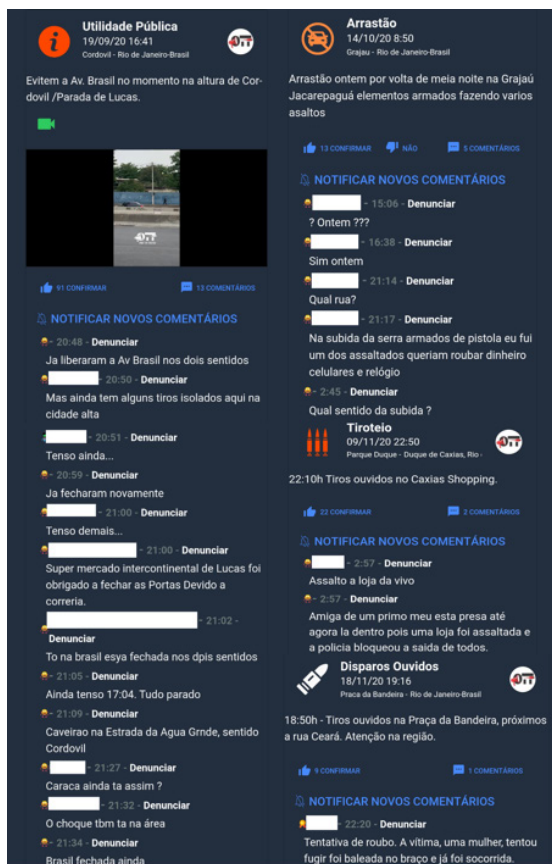 Utilidade Pública
19/09/20 16:41
Cordovil - Rio de Janeiro-Brasil
OTT
Evitem a Av. Brasil no momento na altura de Cor-
dovil /Parada de Lucas.
OTT
91 CONFIRMAR
13 COMENTÁRIOS
NOTIFICAR NOVOS COMENTÁRIOS
- 20:48 - Denunciar
Ja liberaram a Av Brasil nos dois sentidos
- 20:50 - Denunciar
Mas ainda tem alguns tiros isolados aqui na
cidade alta
- 20:51 - Denunciar
Tenso ainda...
- 20:59 - Denunciar
Ja fecharam novamente
- 21:00 - Denunciar
Tenso demais...
- 21:00 - Denunciar
Super mercado intercontinental de Lucas foi
obrigado a fechar as Portas Devido a
correria.
- 21:02 -
Denunciar
To na brasil esya fechada nos dpis sentidos
- 21:05 - Denunciar
Ainda tenso 17:04. Tudo parado
- 21:09 - Denunciar
Caveirao na Estrada da Agua Grnde, sentido
Cordovil
- 21:27 - Denunciar
Caraca ainda ta assim ?
- 21:32 - Denunciar
O choque tbm ta na área
- 21:34 - Denunciar
Brasil fechada ainda
Arrastão
14/10/20 8:50
Grajau - Rio de Janeiro-Brasil
Arrastão ontem por volta de meia noite na Grajaú
Jacarepaguá elementos armados fazendo varios
asaltos
13 CONFIRMAR
NÃO
5 COMENTÁRIOS
NOTIFICAR NOVOS COMENTÁRIOS
- 15:06 - Denunciar
? Ontem ???
- 16:38 - Denunciar
Sim ontem
- 21:14 - Denunciar
Qual rua?
- 21:17 - Denunciar
Na subida da serra armados de pistola eu fui
um dos assaltados queriam roubar dinheiro
celulares e relógio
- 2:45 - Denunciar
Qual sentido da subida ?
Tiroteio
09/11/20 22:50
Parque Duque - Duque de Caxias, Rio -
OTT
22:10h Tiros ouvidos no Caxias Shopping.
22 CONFIRMAR
2 COMENTÁRIOS
NOTIFICAR NOVOS COMENTÁRIOS
- 2:57 - Denunciar
Assalto a loja da vivo
- 2:57 - Denunciar
Amiga de um primo meu esta presa até
agora la dentro pois uma loja foi assaltada e
a policia bloqueou a saida de todos.
Disparos Ouvidos
18/11/20 19:16
Praca da Bandeira - Rio de Janeiro-Brasil
OTT
18:50h - Tiros ouvidos na Praça da Bandeira, próximos
a rua Ceará. Atenção na região.
9 CONFIRMAR
1 COMENTÁRIOS
NOTIFICAR NOVOS COMENTÁRIOS
- 22:20 - Denunciar
Tentativa de roubo. A vítima, uma mulher, tentou
fugir foi baleada no braço e já foi socorrida.